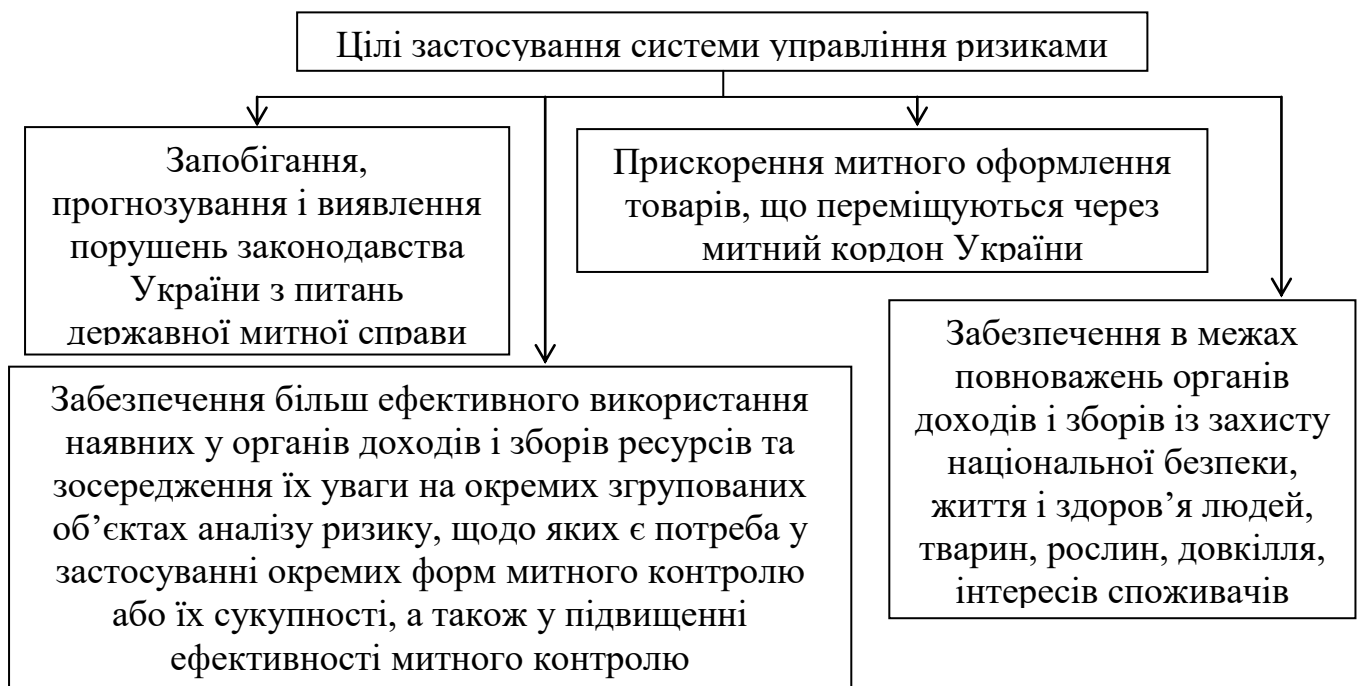 Цілі застосування системи управління ризиками
Запобігання,
прогнозування і виявлення
порушень законодавства
України з питань
державної митної справи
Прискорення митного оформлення
товарів, що переміщуються через
митний кордон України
Забезпечення більш ефективного використання
наявних у органів доходів і зборів ресурсів та
зосередження їх уваги на окремих згрупованих
об’єктах аналізу ризику, щодо яких є потреба у
застосуванні окремих форм митного контролю
або їх сукупності, а також у підвищенні
ефективності митного контролю
Забезпечення в межах
повноважень органів
доходів і зборів із захисту
національної безпеки,
життя і здоров’я людей,
тварин, рослин, довкілля,
інтересів споживачів